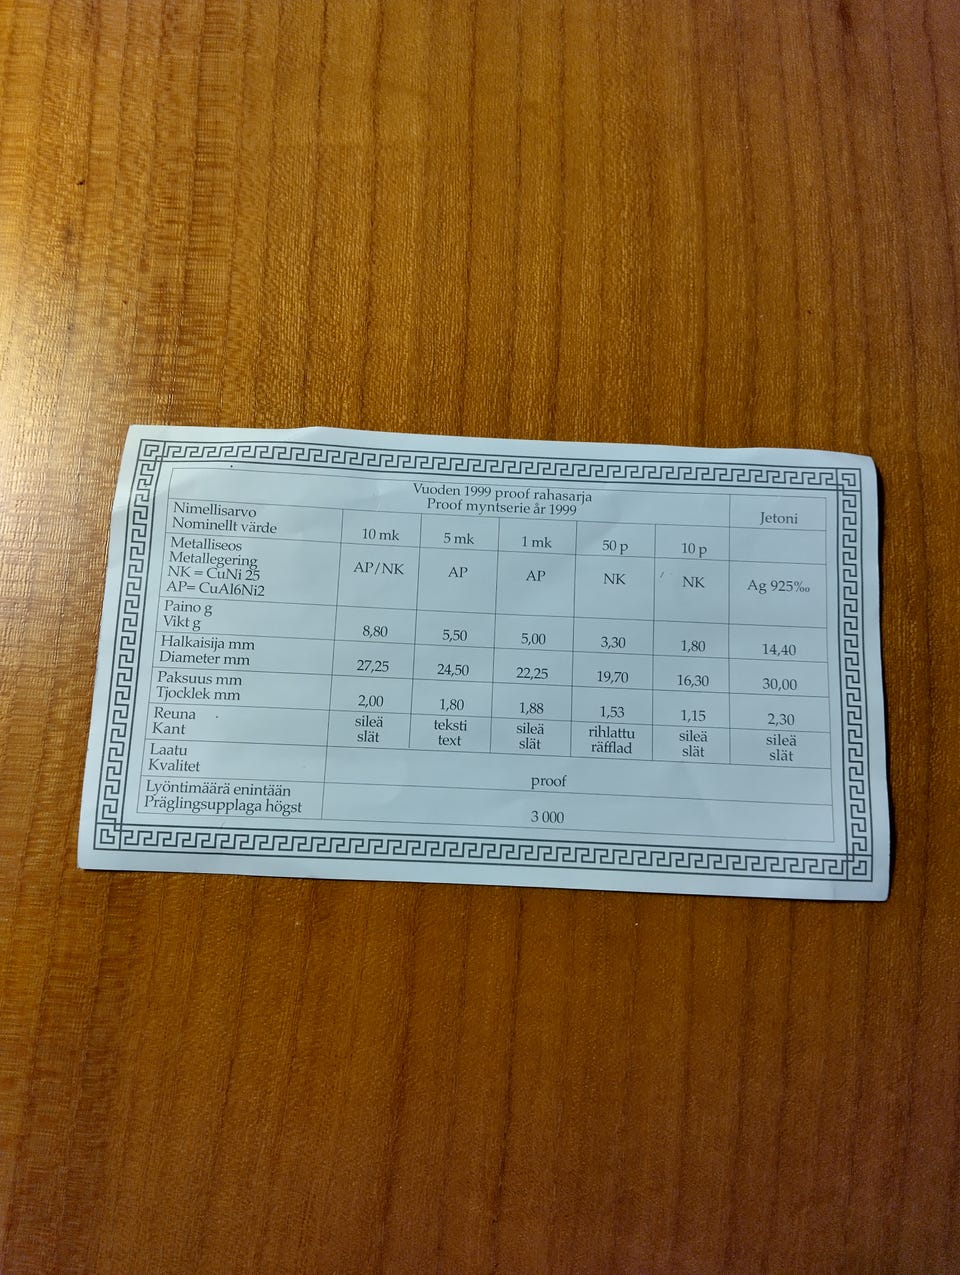 Vuoden 1999 proof rahasarja
Proof myntserie år 1999
Jetoni
Nimellisarvo
Nominellt värde
10 mk 5 mk 1 mk 50 p 10 p
Metalliseos
Metallegering
NK = CuNi 25
AP= CuAl6Ni2
AP/NK AP AP NK NK Ag 925‰
Paino g
Vikt g
8,80 5,50 5,00 3,30 1,80 14,40
Halkaisija mm
Diameter mm
27,25 24,50 22,25 19,70 16,30 30,00
Paksuus mm
Tjocklek mm
2,00 1,80 1,88 1,53 1,15 2,30
Reuna
Kant
sileä teksti sileä rihlattu sileä sileä
slät text slät räfflad slät slät
Laatu
Kvalitet
proof
Lyöntimäärä enintään
Präglingsupplaga högst
3 000